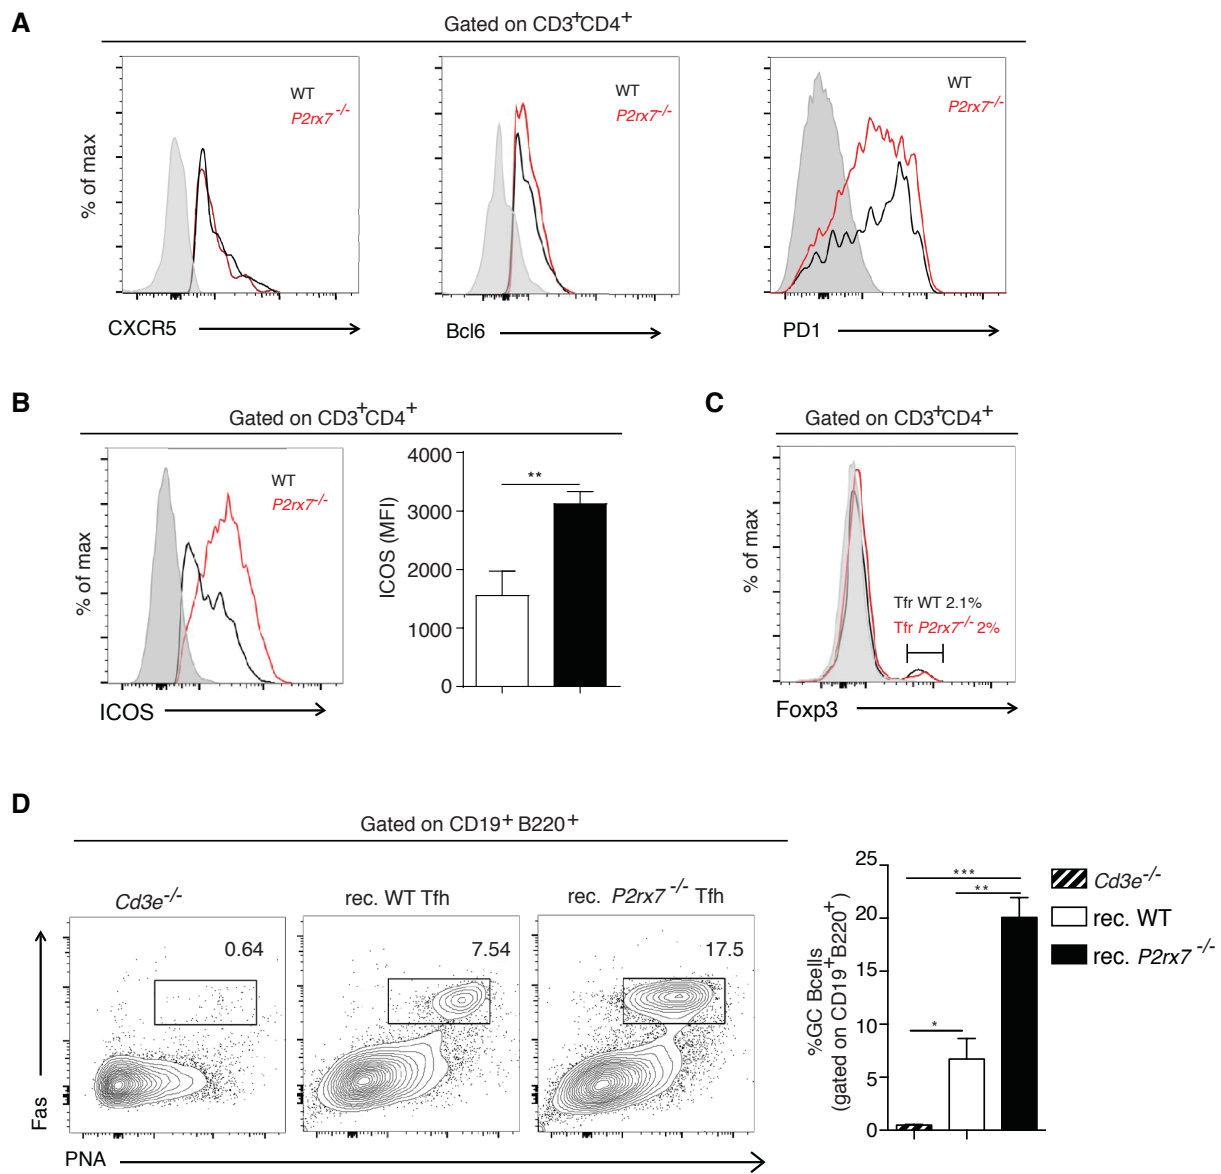 A
Gated on CD3+CD4+
WT
P2rx7 -/-
WT
P2rx7-/-
WT
P2rx7-/-
% of max
CXCR5
Bcl6
PD1
B
Gated on CD3+CD4+
WT
P2rx7-/-
% of max
ICOS
ICOS (MFI)
4000
3000
2000
1000
0
**
C
Gated on CD3+CD4+
% of max
Tfr WT 2.1%
Tfr P2rx7-/- 2%
Foxp3
D
Gated on CD19+ B220+
Cd3e-/-
rec. WT Tfh
rec. P2rx7 -/- Tfh
0.64
7.54
17.5
Fas
PNA
%GC Bcells
(gated on CD19+B220+)
25
20
15
10
5
0
***
**
*
Cd3e-/-
rec. WT
rec. P2rx7 -/-